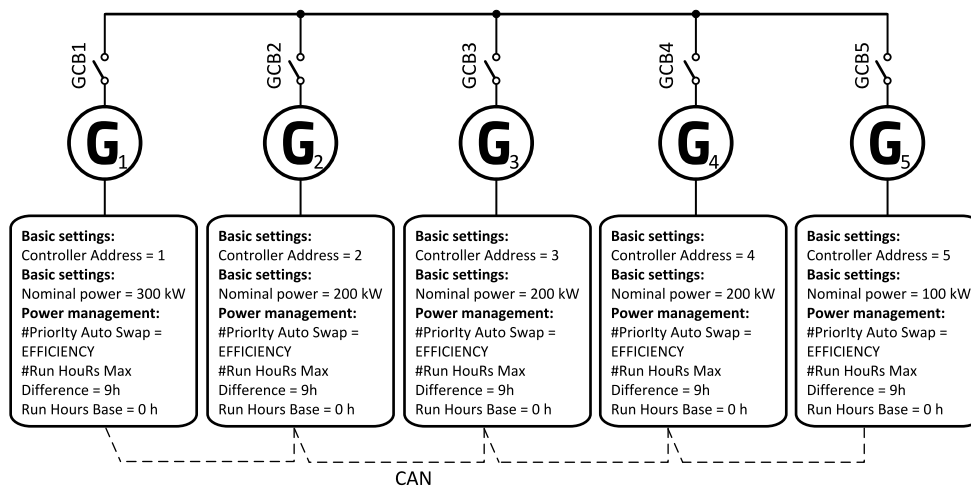 GCB1
GCB2
GCB3
GCB4
GCB5
G1
G2
G3
G4
G5
Basic settings:
Controller Address = 1
Basic settings:
Nominal power = 300 kW
Power management:
#PriorIty Auto Swap =
EFFICIENCY
#Run HouRs Max
Difference = 9h
Run Hours Base = 0 h
Basic settings:
Controller Address = 2
Basic settings:
Nominal power = 200 kW
Power management:
#PriorIty Auto Swap =
EFFICIENCY
#Run HouRs Max
Difference = 9h
Run Hours Base = 0 h
Basic settings:
Controller Address = 3
Basic settings:
Nominal power = 200 kW
Power management:
#PriorIty Auto Swap =
EFFICIENCY
#Run HouRs Max
Difference = 9h
Run Hours Base = 0 h
Basic settings:
Controller Address = 4
Basic settings:
Nominal power = 200 kW
Power management:
#PriorIty Auto Swap =
EFFICIENCY
#Run HouRs Max
Difference = 9h
Run Hours Base = 0 h
Basic settings:
Controller Address = 5
Basic settings:
Nominal power = 100 kW
Power management:
#PriorIty Auto Swap =
EFFICIENCY
#Run HouRs Max
Difference = 9h
Run Hours Base = 0 h
CAN